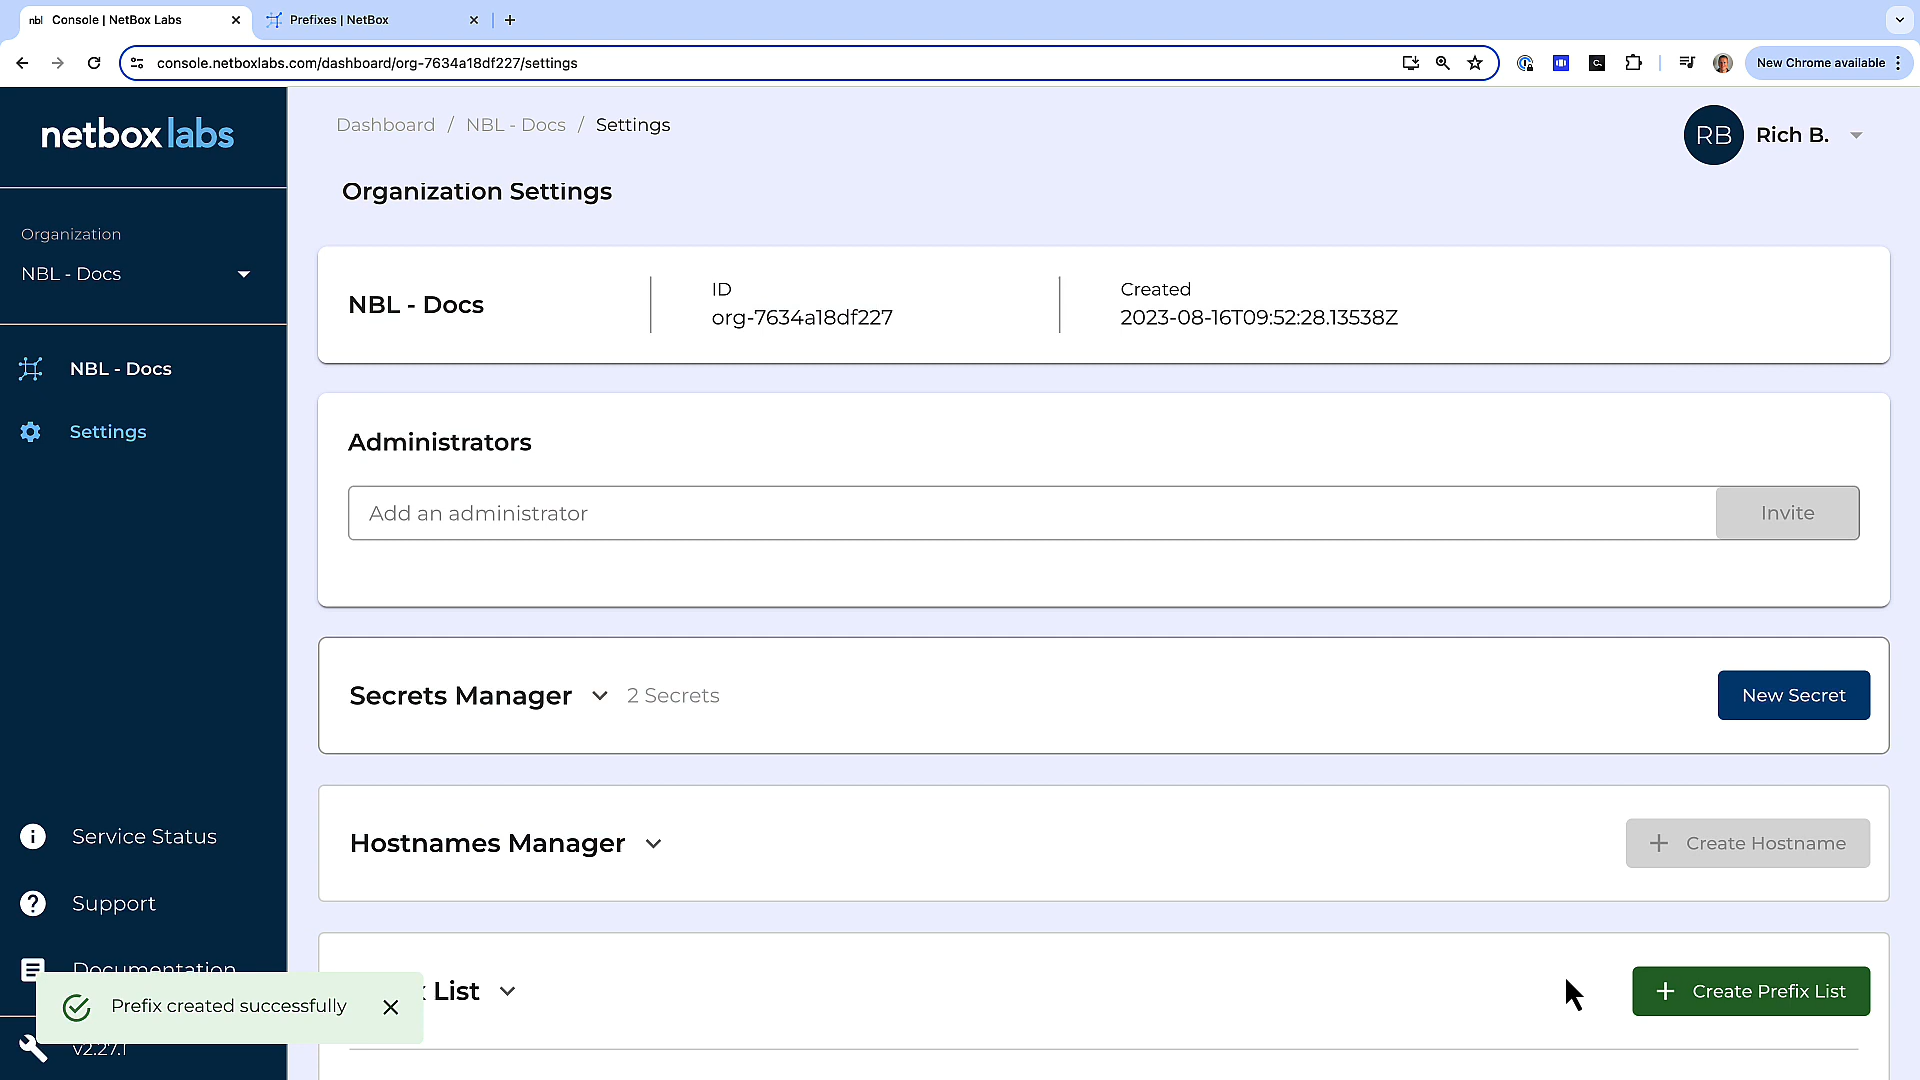 nbl Console | NetBox Labs
Prefixes | NetBox
console.netboxlabs.com/dashboard/org-7634a18df227/settings
New Chrome available
netbox labs
Organization
NBL - Docs
NBL - Docs
Settings
Service Status
Support
Documentation
v2.27.1
Dashboard / NBL - Docs / Settings
RB Rich B.
Organization Settings
NBL - Docs
ID
org-7634a18df227
Created
2023-08-16T09:52:28.13538Z
Administrators
Add an administrator
Invite
Secrets Manager
2 Secrets
New Secret
Hostnames Manager
+ Create Hostname
List
+ Create Prefix List
Prefix created successfully